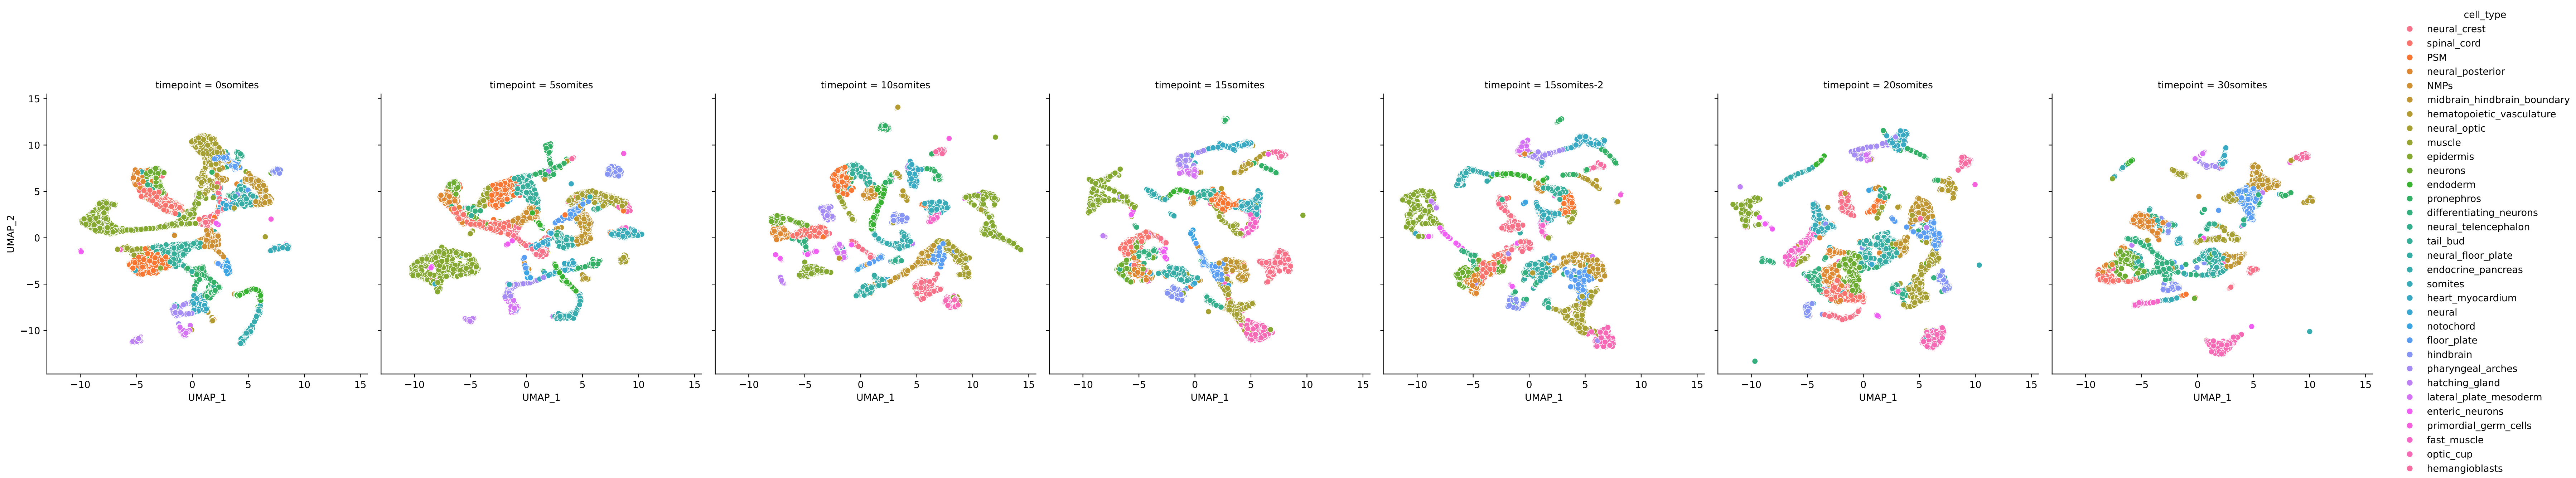 cell_type
neural_crest
spinal_cord
PSM
neural_posterior
NMPs
midbrain_hindbrain_boundary
hematopoietic_vasculature
neural_optic
muscle
epidermis
neurons
endoderm
pronephros
differentiating_neurons
neural_telencephalon
tail_bud
neural_floor_plate
endocrine_pancreas
somites
heart_myocardium
neural
notochord
floor_plate
hindbrain
pharyngeal_arches
hatching_gland
lateral_plate_mesoderm
enteric_neurons
primordial_germ_cells
fast_muscle
optic_cup
hemangioblasts
timepoint = 0somites
timepoint = 5somites
timepoint = 10somites
timepoint = 15somites
timepoint = 15somites-2
timepoint = 20somites
timepoint = 30somites
UMAP_2
15
10
5
0
−5
−10
−10 −5 0 5 10 15
−10 −5 0 5 10 15
−10 −5 0 5 10 15
−10 −5 0 5 10 15
−10 −5 0 5 10 15
−10 −5 0 5 10 15
−10 −5 0 5 10 15
UMAP_1
UMAP_1
UMAP_1
UMAP_1
UMAP_1
UMAP_1
UMAP_1